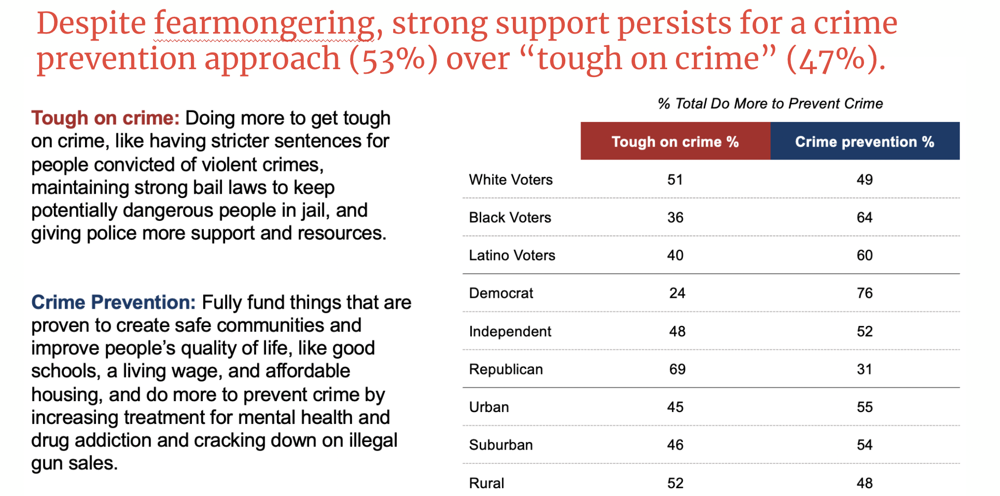 Despite fearmongering, strong support persists for a crime
prevention approach (53%) over “tough on crime” (47%).
Tough on crime: Doing more to get tough
on crime, like having stricter sentences for
people convicted of violent crimes,
maintaining strong bail laws to keep
potentially dangerous people in jail, and
giving police more support and resources.
Crime Prevention: Fully fund things that are
proven to create safe communities and
improve people’s quality of life, like good
schools, a living wage, and affordable
housing, and do more to prevent crime by
increasing treatment for mental health and
drug addiction and cracking down on illegal
gun sales.
% Total Do More to Prevent Crime
Tough on crime % Crime prevention %
White Voters 51 49
Black Voters 36 64
Latino Voters 40 60
Democrat 24 76
Independent 48 52
Republican 69 31
Urban 45 55
Suburban 46 54
Rural 52 48